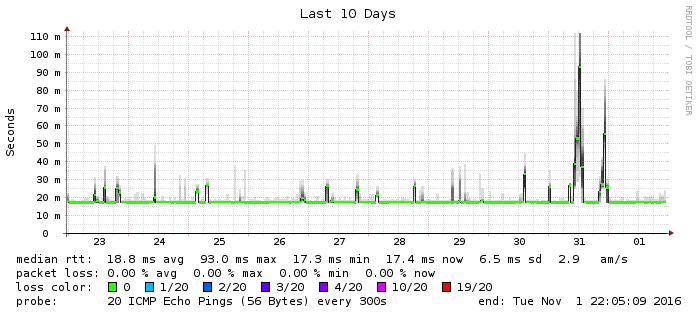 Last 10 Days
RRDTOOL / TOBI OETIKER
Seconds
110 m
100 m
90 m
80 m
70 m
60 m
50 m
40 m
30 m
20 m
10 m
0
23 24 25 26 27 28 29 30 31 01
median rtt: 18.8 ms avg 93.0 ms max 17.3 ms min 17.4 ms now 6.5 ms sd 2.9 am/s
packet loss: 0.00 % avg 0.00 % max 0.00 % min 0.00 % now
loss color: 0 1/20 2/20 3/20 4/20 10/20 19/20
probe: 20 ICMP Echo Pings (56 Bytes) every 300s end: Tue Nov 1 22:05:09 2016